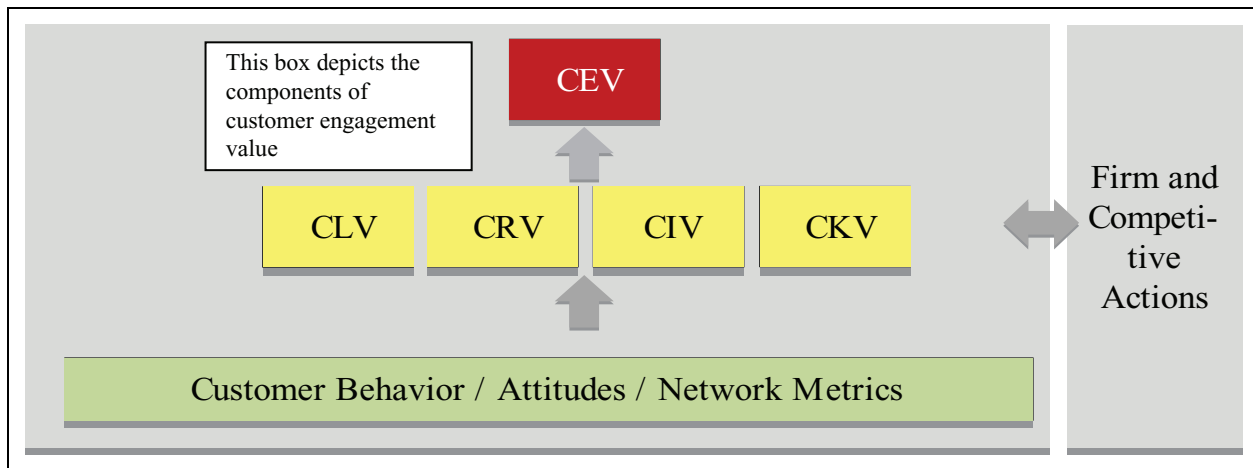 This box depicts the
components of
customer engagement
value
CEV
CLV
CRV
CIV
CKV
Firm and
Competi-
tive
Actions
Customer Behavior / Attitudes / Network Metrics